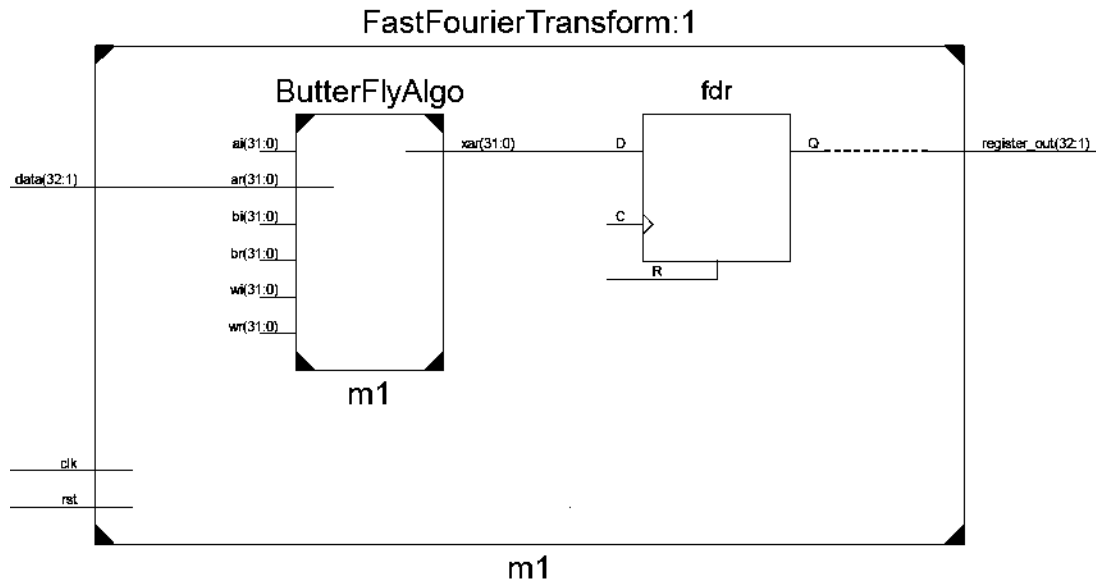 FastFourierTransform:1
ButterFlyAlgo
fdr
ai(31:0)
xar(31:0)
D
Q
register_out(32:1)
data(32:1)
ar(31:0)
bi(31:0)
C
br(31:0)
R
wi(31:0)
wr(31:0)
m1
clk
rst
m1